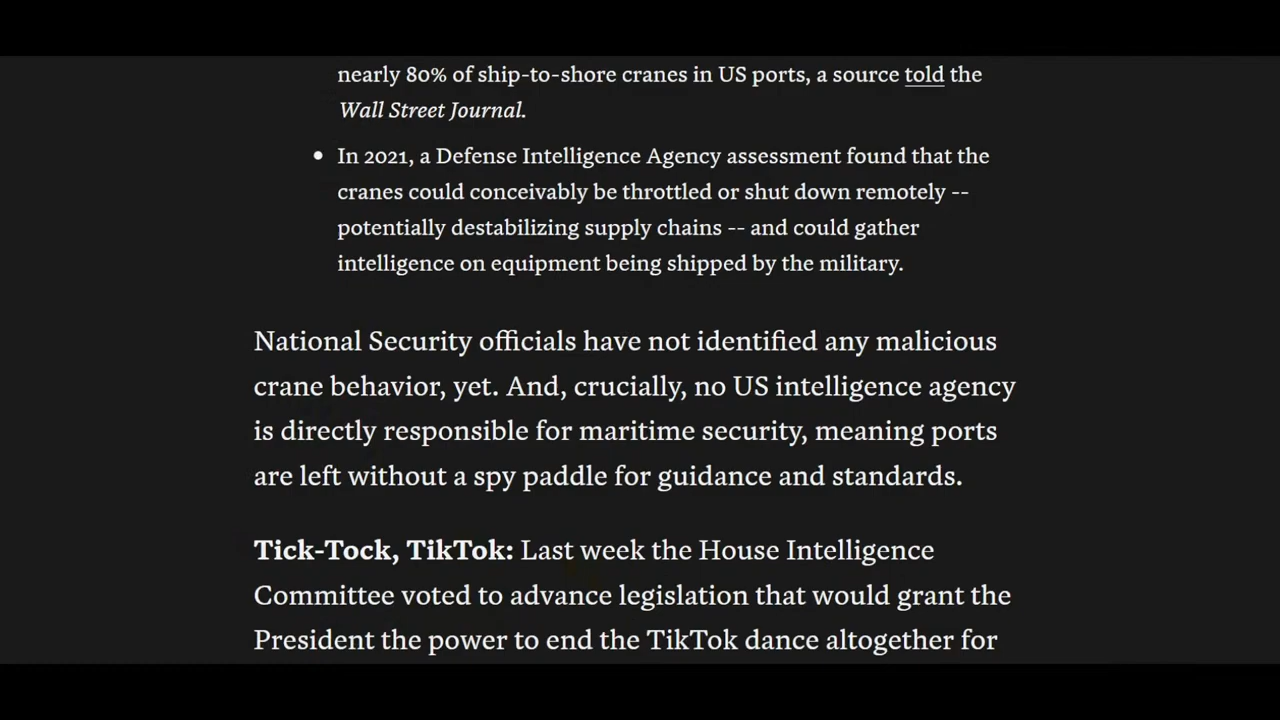 nearly 80% of ship-to-shore cranes in US ports, a source told the
Wall Street Journal.
• In 2021, a Defense Intelligence Agency assessment found that the
cranes could conceivably be throttled or shut down remotely --
potentially destabilizing supply chains -- and could gather
intelligence on equipment being shipped by the military.
National Security officials have not identified any malicious
crane behavior, yet. And, crucially, no US intelligence agency
is directly responsible for maritime security, meaning ports
are left without a spy paddle for guidance and standards.
Tick-Tock, TikTok: Last week the House Intelligence
Committee voted to advance legislation that would grant the
President the power to end the TikTok dance altogether for